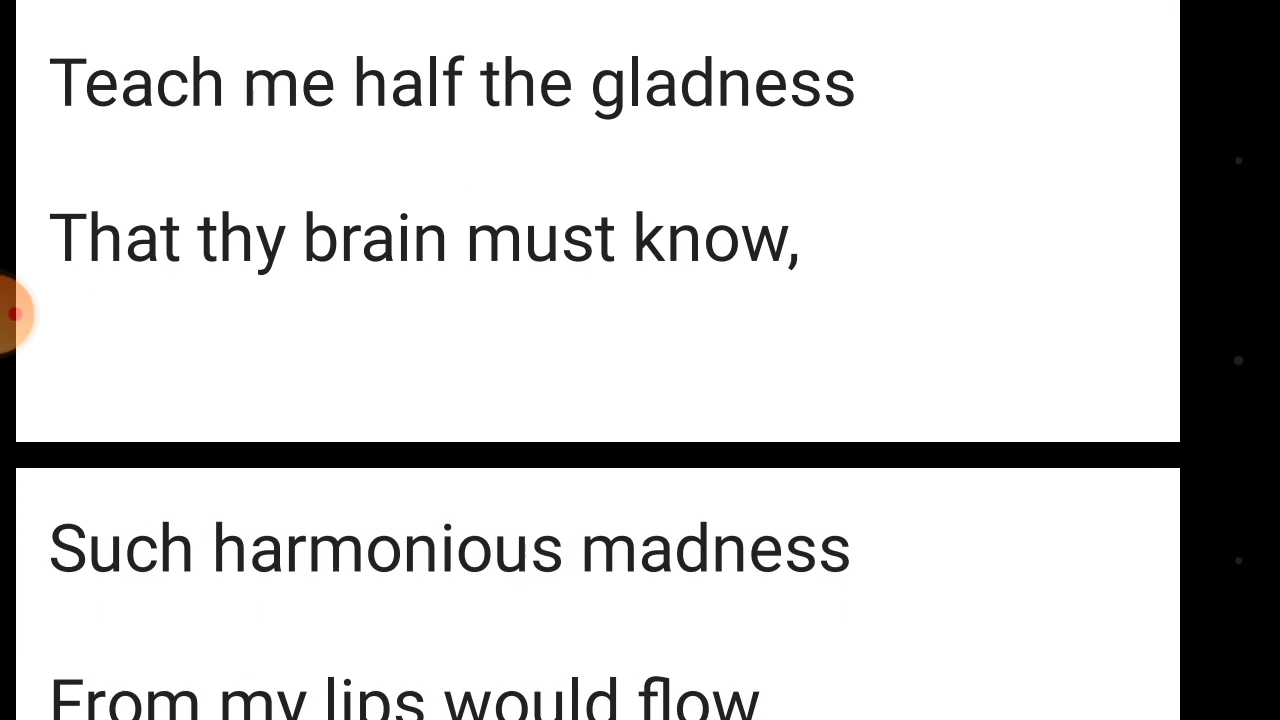 Teach me half the gladness
That thy brain must know,
Such harmonious madness
From my lips would flow